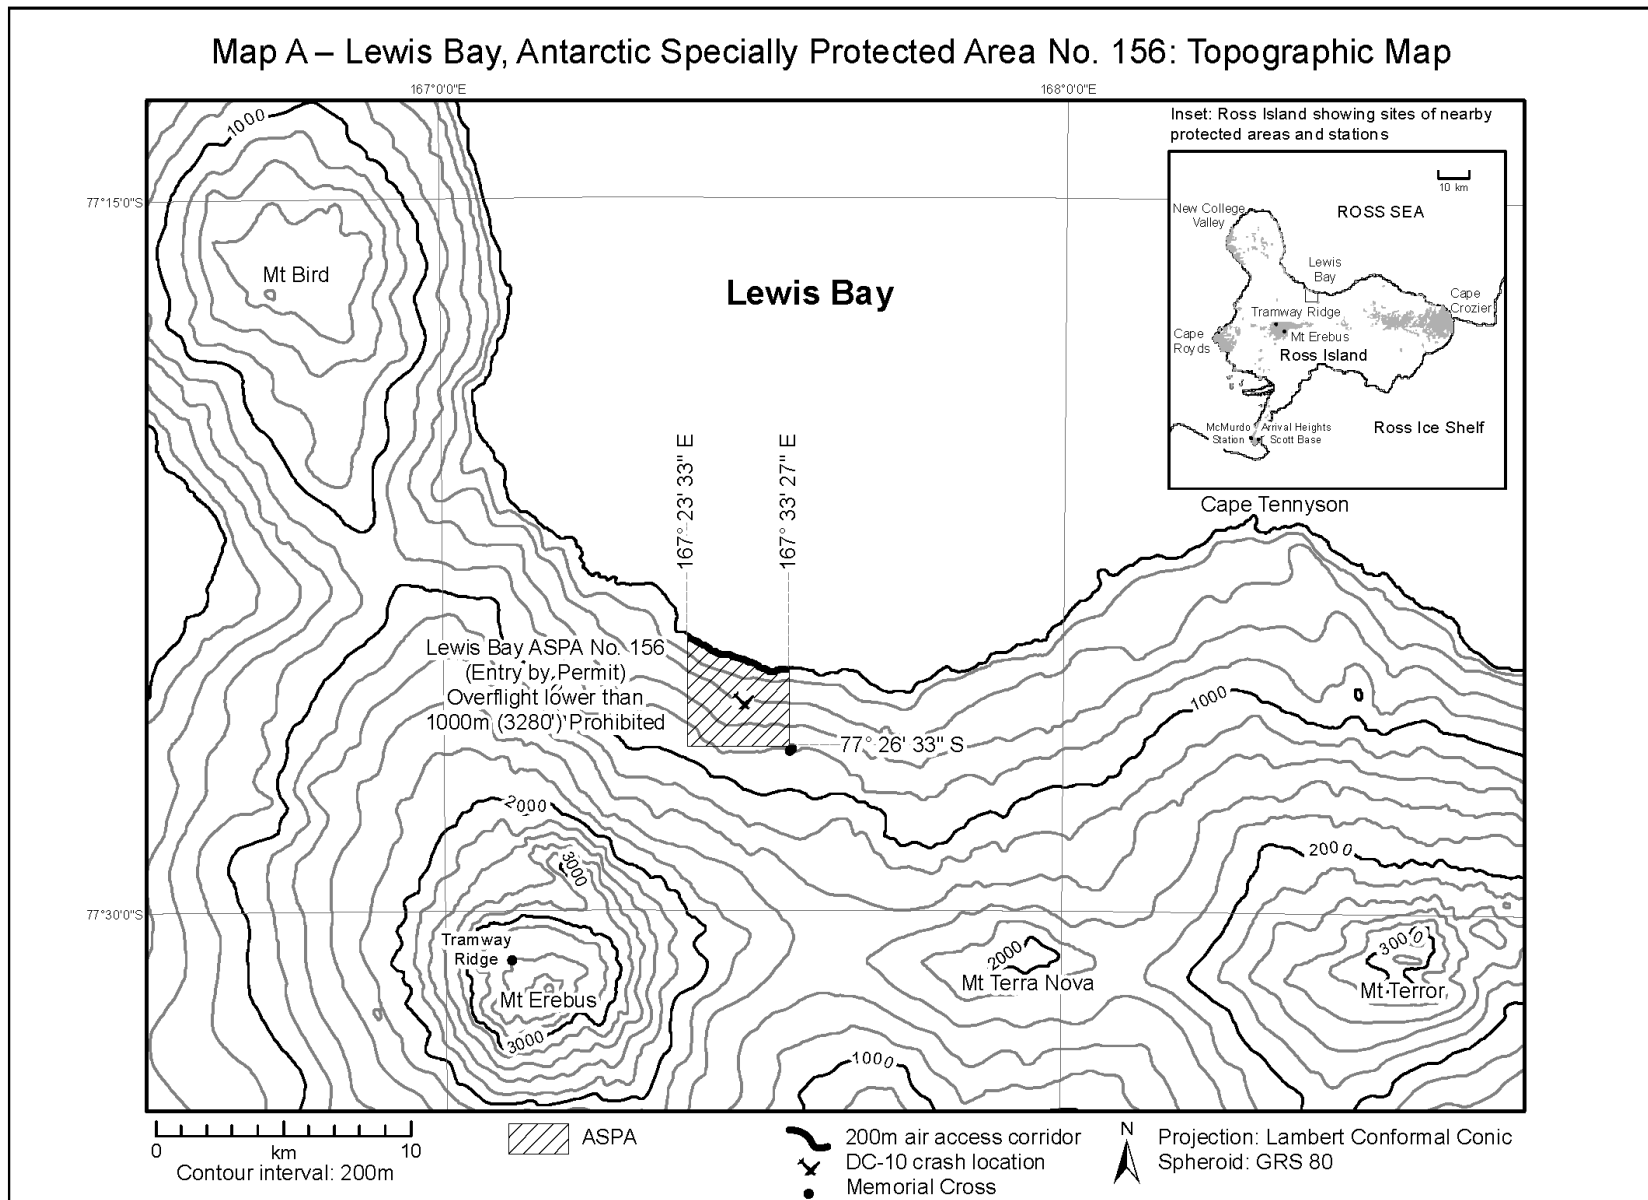 Map A – Lewis Bay, Antarctic Specially Protected Area No. 156: Topographic Map
167°0'0"E
168°0'0"E
Inset: Ross Island showing sites of nearby
protected areas and stations
10 km
New College
Valley
ROSS SEA
Lewis
Bay
Cape
Crozier
Tramway Ridge
Mt Erebus
Cape
Royds
Ross Island
McMurdo
Station
Arrival Heights
Scott Base
Ross Ice Shelf
1000
77°15'0"S
Mt Bird
Lewis Bay
167° 23' 33" E
167° 33' 27" E
Cape Tennyson
Lewis Bay ASPA No. 156
(Entry by Permit)
Overflight lower than
1000m (3280') Prohibited
1000
77° 26' 33" S
2000
3000
2000
77°30'0"S
Tramway
Ridge
Mt Erebus
3000
2000
Mt Terra Nova
3000
Mt Terror
1000
0
km
10
Contour interval: 200m
ASPA
200m air access corridor
DC-10 crash location
Memorial Cross
N
Projection: Lambert Conformal Conic
Spheroid: GRS 80